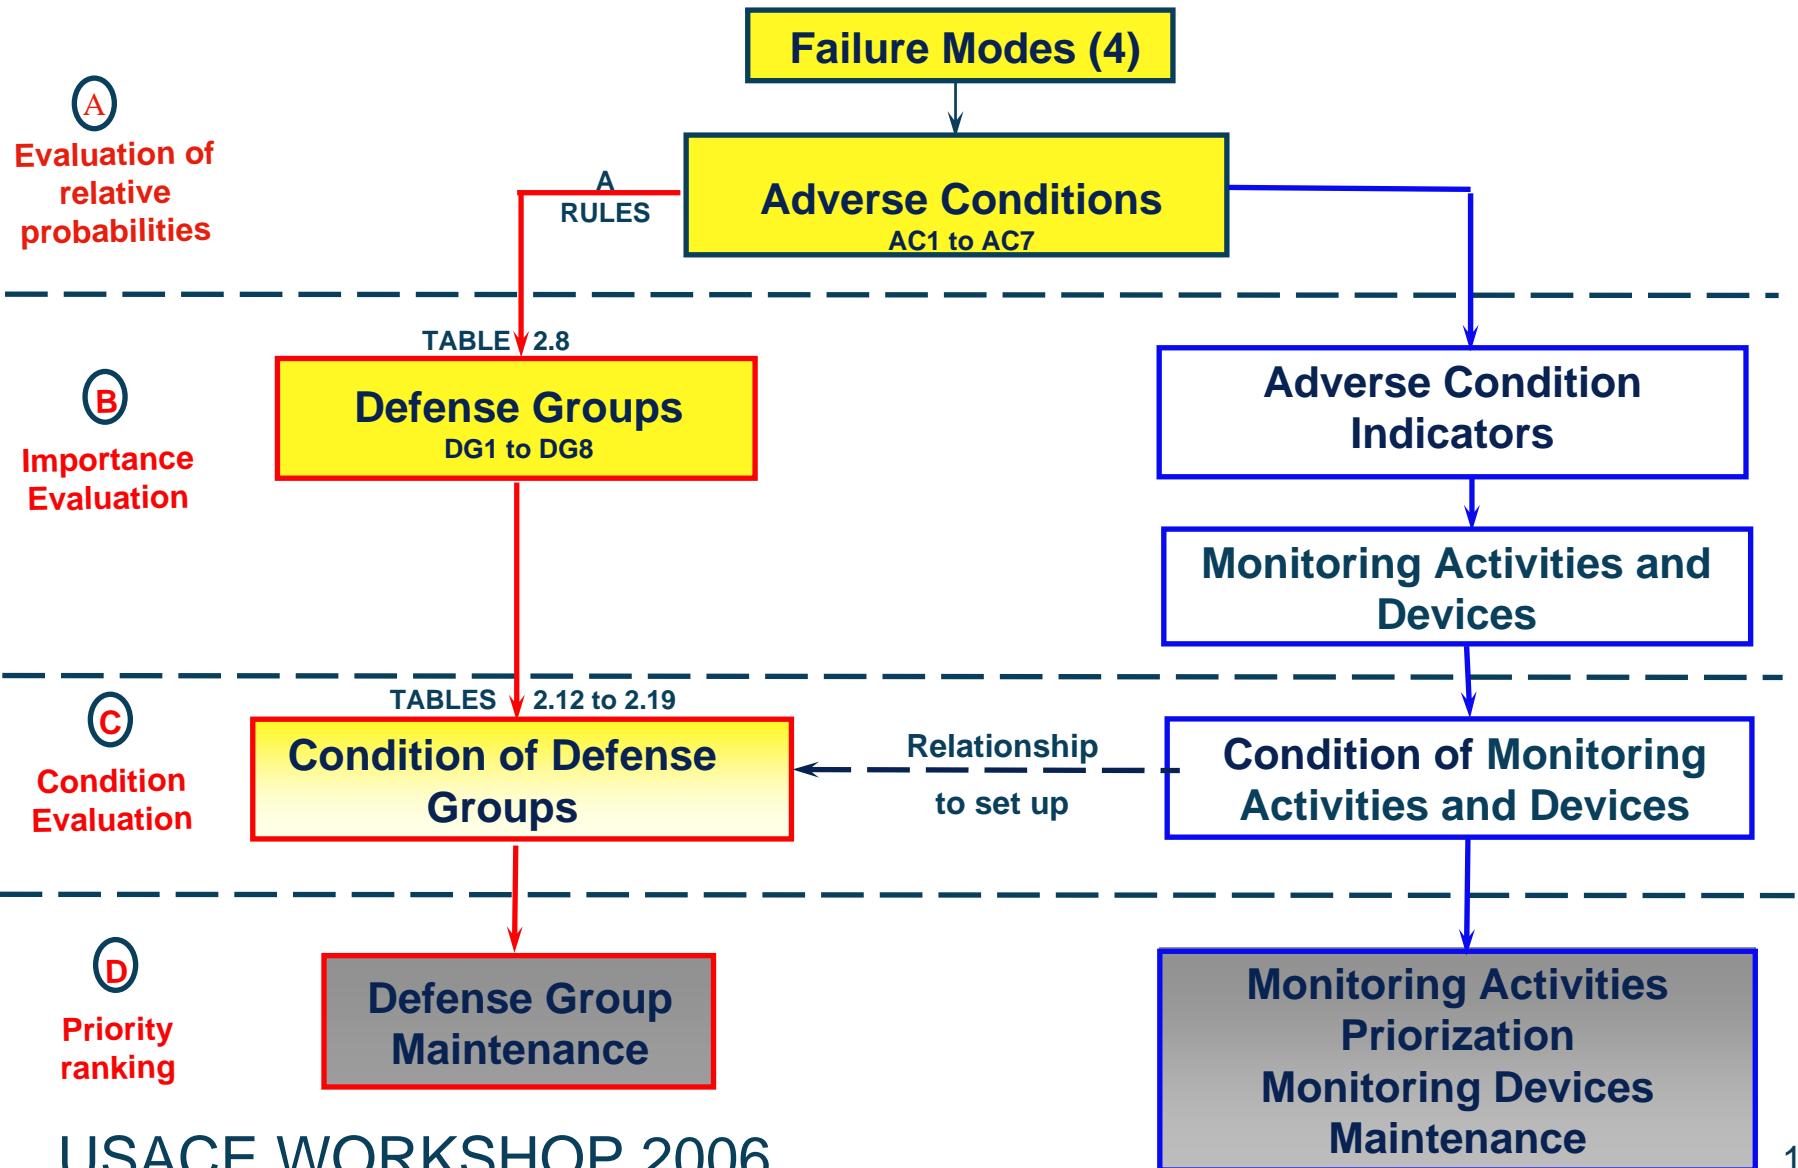 Failure Modes (4)
A
Evaluation of
relative
probabilities
A
RULES
Adverse Conditions
AC1 to AC7
TABLE 2.8
B
Importance
Evaluation
Defense Groups
DG1 to DG8
Adverse Condition
Indicators
Monitoring Activities and
Devices
TABLES 2.12 to 2.19
C
Condition
Evaluation
Condition of Defense
Groups
Relationship
to set up
Condition of Monitoring
Activities and Devices
D
Priority
ranking
Defense Group
Maintenance
Monitoring Activities
Priorization
Monitoring Devices
Maintenance
USACE WORKSHOP 2006
1